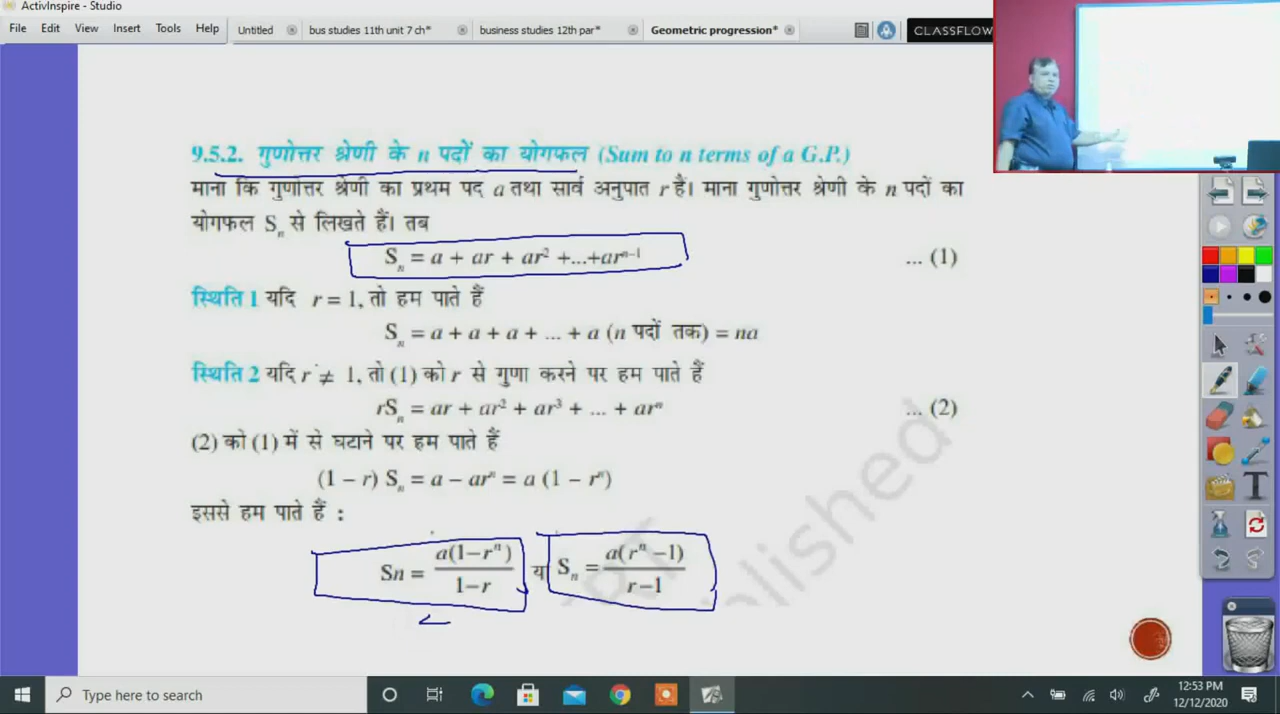 ActivInspire - Studio
File Edit View Insert Tools Help
Untitled bus studies 11th unit 7 ch* business studies 12th par* Geometric progression* CLASSFLOW
9.5.2. गुणोत्तर श्रेणी के n पदों का योगफल (Sum to n terms of a G.P.)
माना कि गुणोत्तर श्रेणी का प्रथम पद a तथा सार्व अनुपात r हैं। माना गुणोत्तर श्रेणी के n पदों का
योगफल Sₙ से लिखते हैं। तब
Sₙ = a + ar + ar² +...+arⁿ⁻¹ ... (1)
स्थिति 1 यदि r = 1, तो हम पाते हैं
Sₙ = a + a + a + ... + a (n पदों तक) = na
स्थिति 2 यदि r ≠ 1, तो (1) को r से गुणा करने पर हम पाते हैं
rSₙ = ar + ar² + ar³ + ... + arⁿ ... (2)
(2) को (1) में से घटाने पर हम पाते हैं
(1 – r) Sₙ = a – arⁿ = a (1 – rⁿ)
इससे हम पाते हैं :
Sn = a(1–rⁿ)/1–r या Sₙ = a(rⁿ –1)/r–1
Type here to search
12:53 PM
12/12/2020